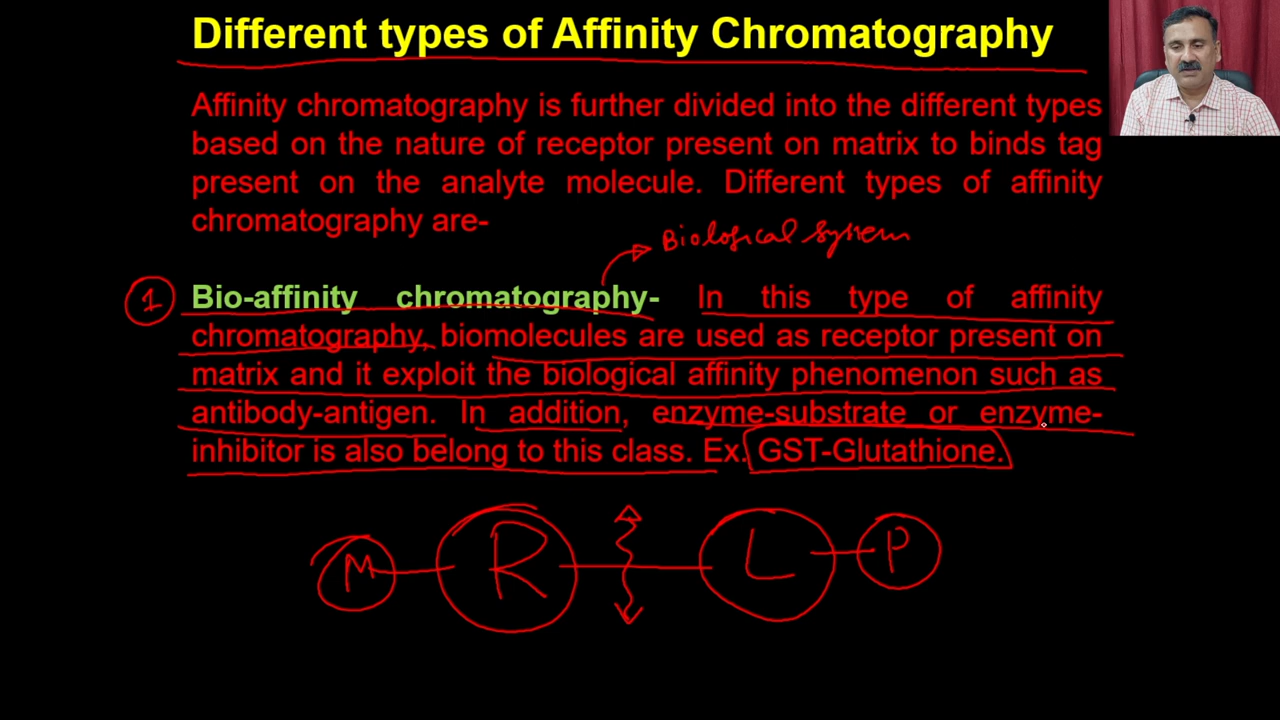 Different types of Affinity Chromatography
Affinity chromatography is further divided into the different types
based on the nature of receptor present on matrix to binds tag
present on the analyte molecule. Different types of affinity
chromatography are-
Biological System
1 Bio-affinity chromatography- In this type of affinity
chromatography, biomolecules are used as receptor present on
matrix and it exploit the biological affinity phenomenon such as
antibody-antigen. In addition, enzyme-substrate or enzyme-
inhibitor is also belong to this class. Ex. GST-Glutathione.
M R L P